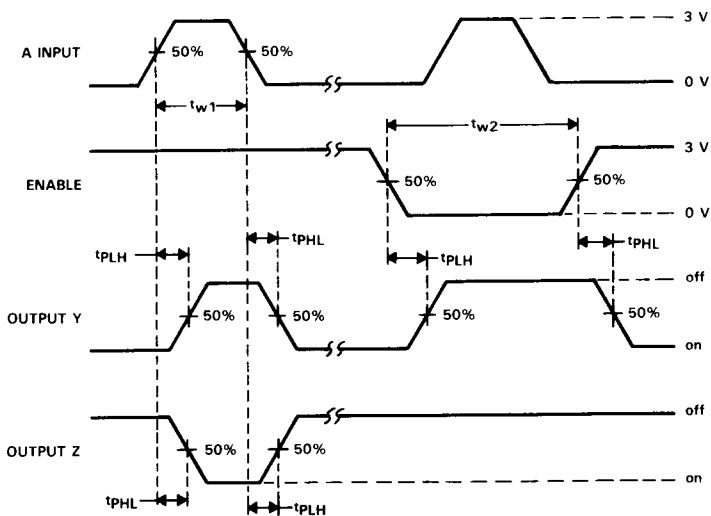 3 V
A INPUT
50%
50%
0 V
tw1
tw2
3 V
ENABLE
50%
50%
0 V
tPLH
tPHL
tPLH
tPHL
off
OUTPUT Y
50%
50%
50%
50%
on
off
OUTPUT Z
50%
50%
on
tPHL
tPLH